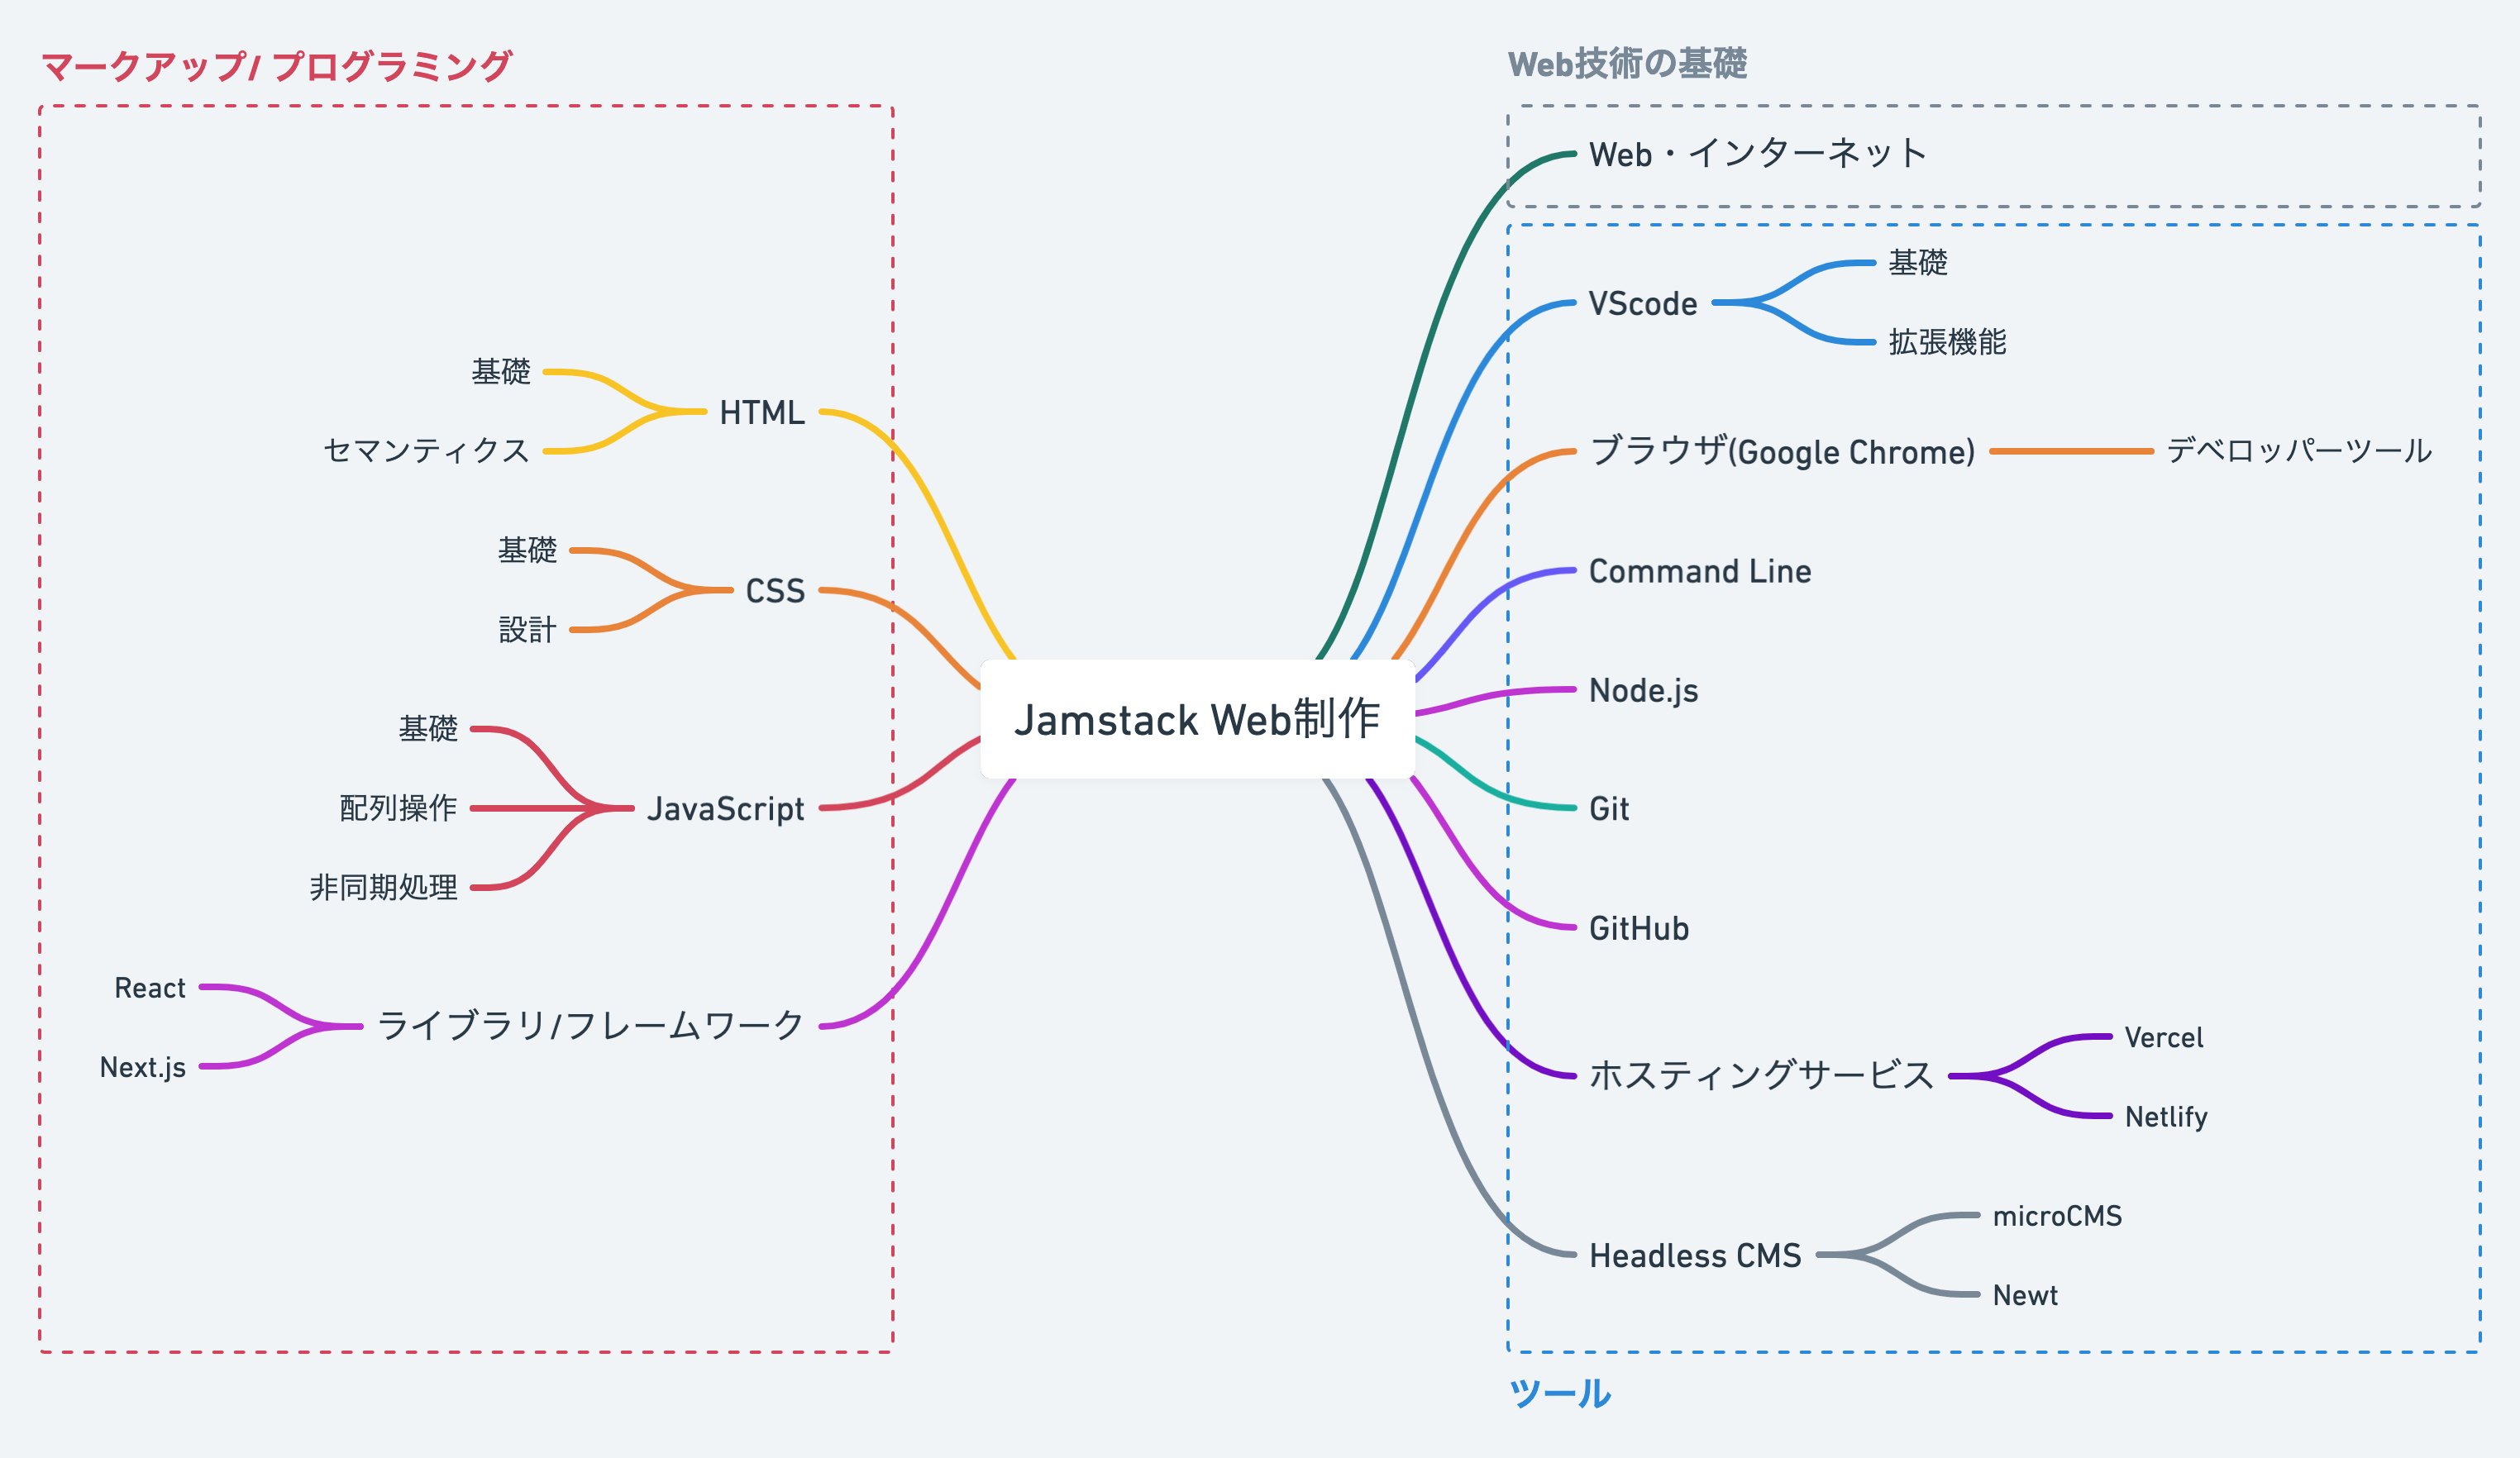 マークアップ/ プログラミング
基礎
セマンティクス
HTML
基礎
設計
CSS
基礎
配列操作
非同期処理
JavaScript
React
Next.js
ライブラリ/フレームワーク
Jamstack Web制作
Web技術の基礎
Web・インターネット
VScode
基礎
拡張機能
ブラウザ(Google Chrome)
デベロッパーツール
Command Line
Node.js
Git
GitHub
ホスティングサービス
Vercel
Netlify
Headless CMS
microCMS
Newt
ツール